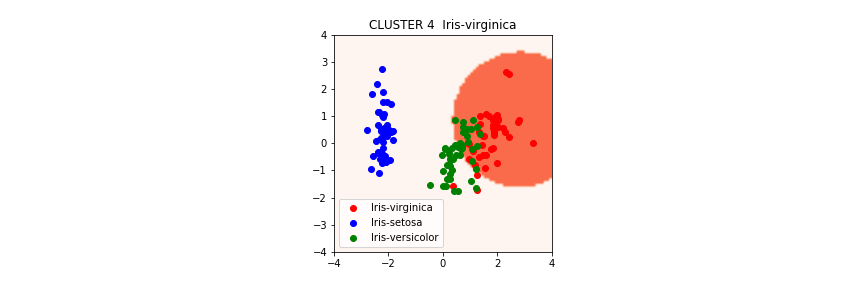 CLUSTER 4  Iris-virginica
4
3
2
1
0
−1
−2
−3
−4
Iris-virginica
Iris-setosa
Iris-versicolor
−4 −2 0 2 4